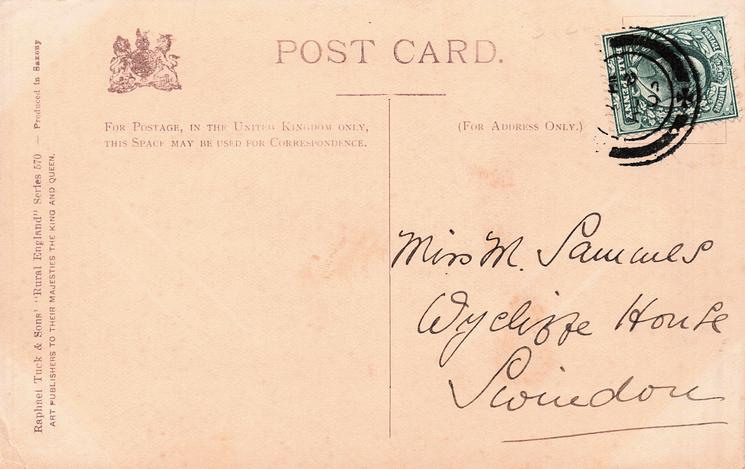 POST CARD.
FOR POSTAGE, IN THE UNITED KINGDOM ONLY,
THIS SPACE MAY BE USED FOR CORRESPONDENCE.
(FOR ADDRESS ONLY.)
Miss M. Samuels
Wycliffe House
Swindon
Raphael Tuck & Sons' "Rural England" Series 570 — Produced in Saxony
ART PUBLISHERS TO THEIR MAJESTIES THE KING AND QUEEN.